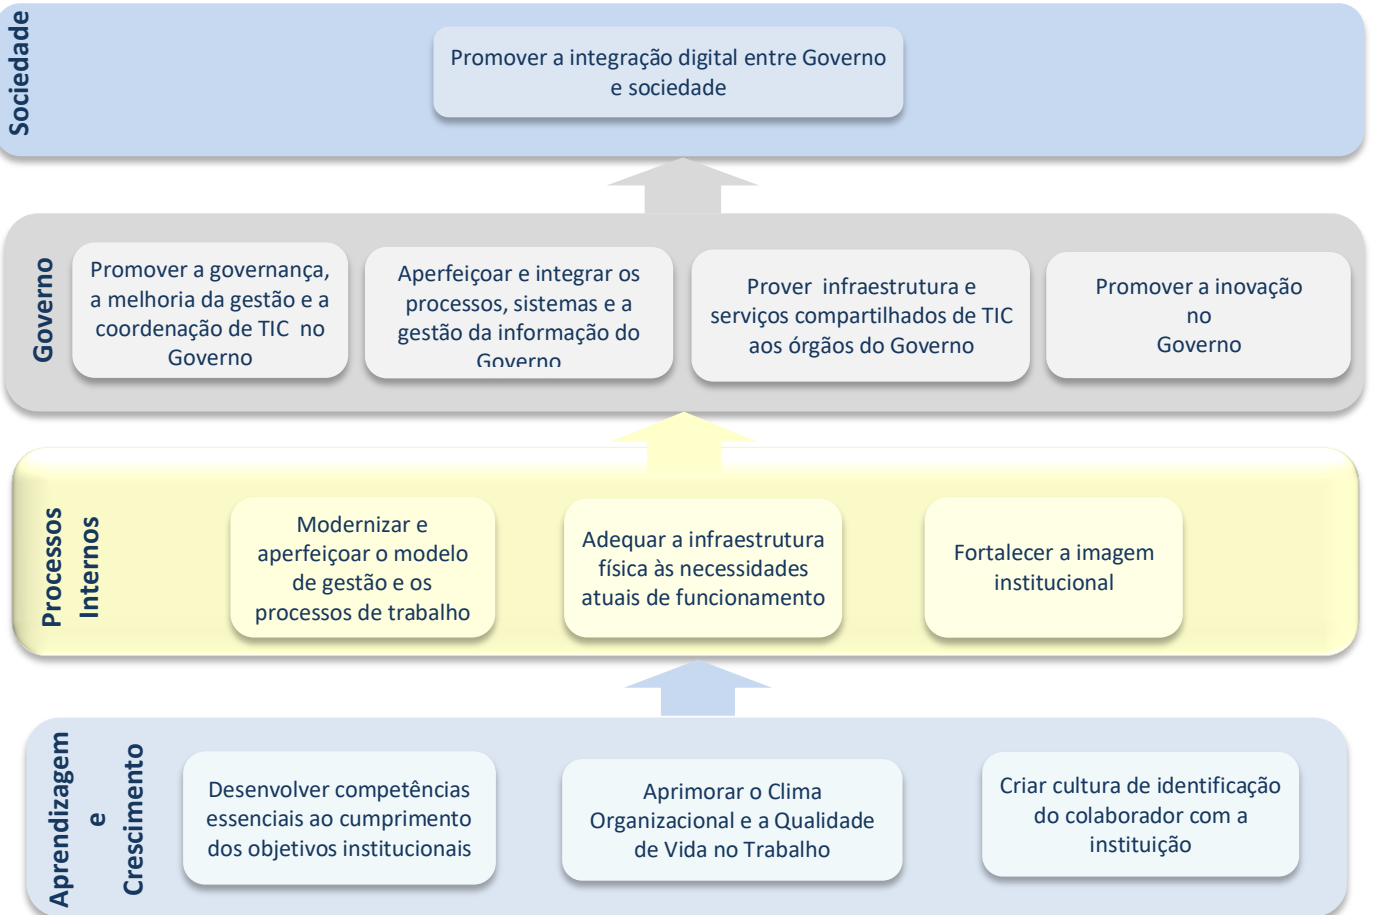 Sociedade
Promover a integração digital entre Governo
e sociedade
Governo
Promover a governança,
a melhoria da gestão e a
coordenação de TIC no
Governo
Aperfeiçoar e integrar os
processos, sistemas e a
gestão da informação do
Governo
Prover infraestrutura e
serviços compartilhados de TIC
aos órgãos do Governo
Promover a inovação
no
Governo
Processos
Internos
Modernizar e
aperfeiçoar o modelo
de gestão e os
processos de trabalho
Adequar a infraestrutura
física às necessidades
atuais de funcionamento
Fortalecer a imagem
institucional
Aprendizagem
e
Crescimento
Desenvolver competências
essenciais ao cumprimento
dos objetivos institucionais
Aprimorar o Clima
Organizacional e a Qualidade
de Vida no Trabalho
Criar cultura de identificação
do colaborador com a
instituição